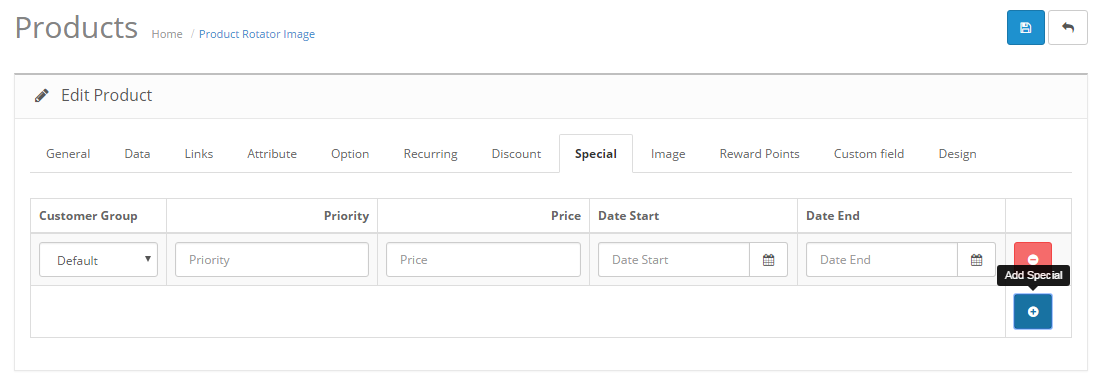 Products Home / Product Rotator Image
Edit Product
General Data Links Attribute Option Recurring Discount Special Image Reward Points Custom field Design
Customer Group Priority Price Date Start Date End
Default Priority Price Date Start Date End
Add Special